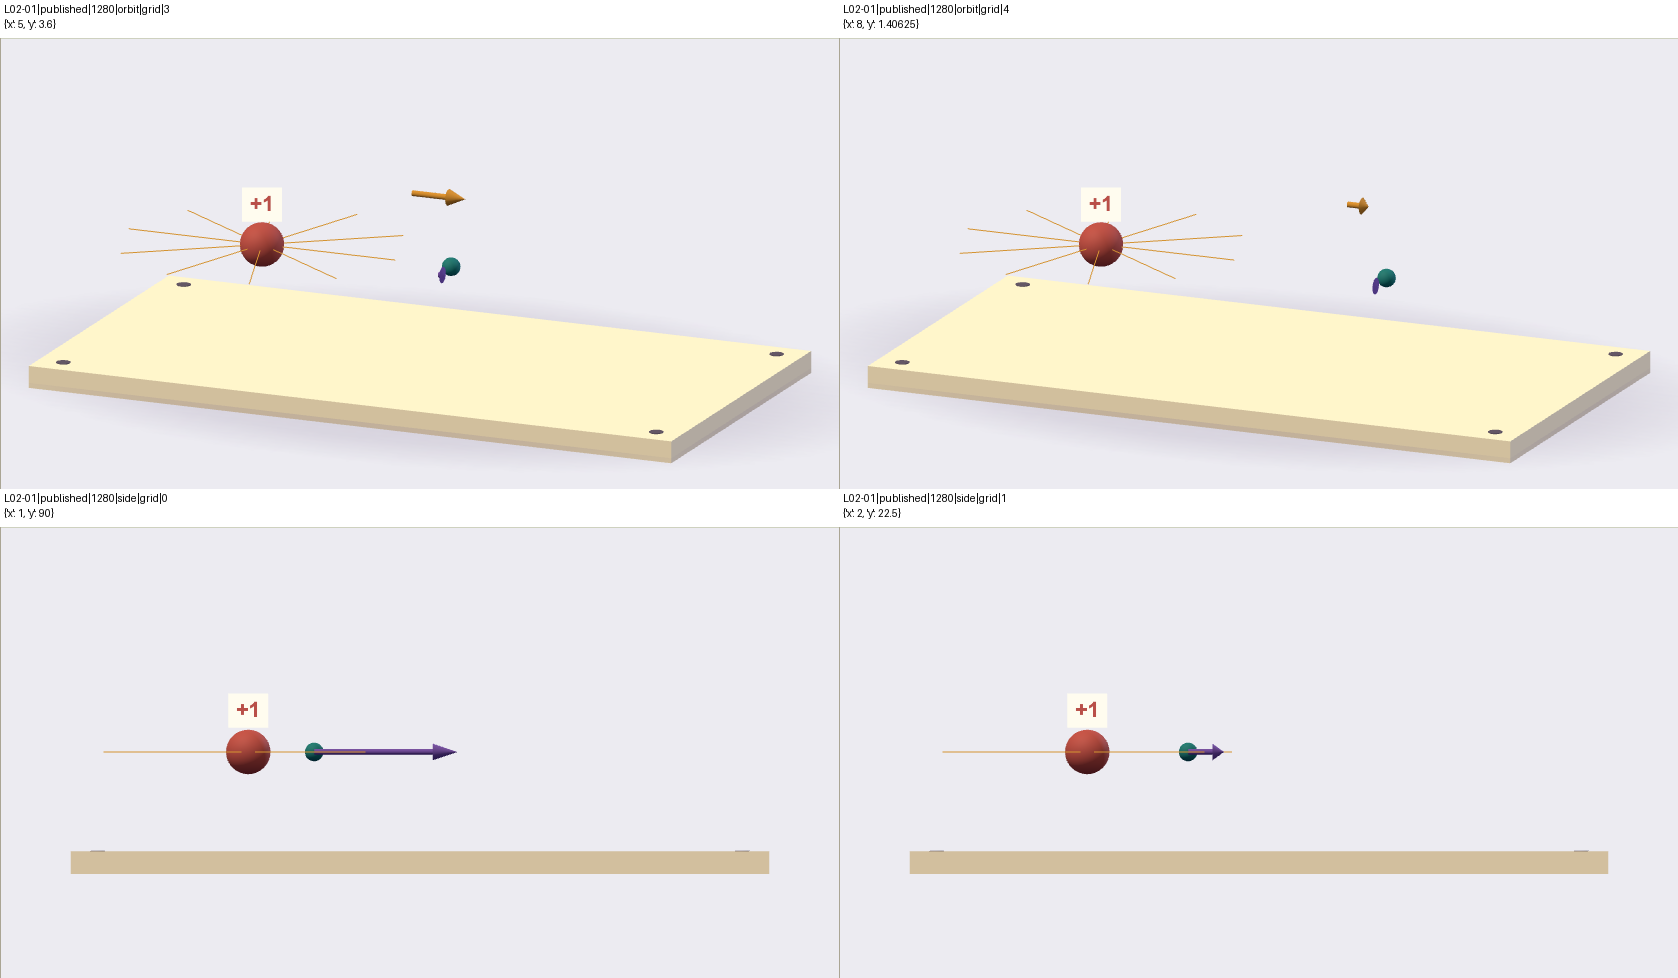 L02-01|published|1280|orbit|grid|3
{'x': 5, 'y': 3.6}
L02-01|published|1280|orbit|grid|4
{'x': 8, 'y': 1.40625}
+1
+1
L02-01|published|1280|side|grid|0
{'x': 1, 'y': 90}
L02-01|published|1280|side|grid|1
{'x': 2, 'y': 22.5}
+1
+1